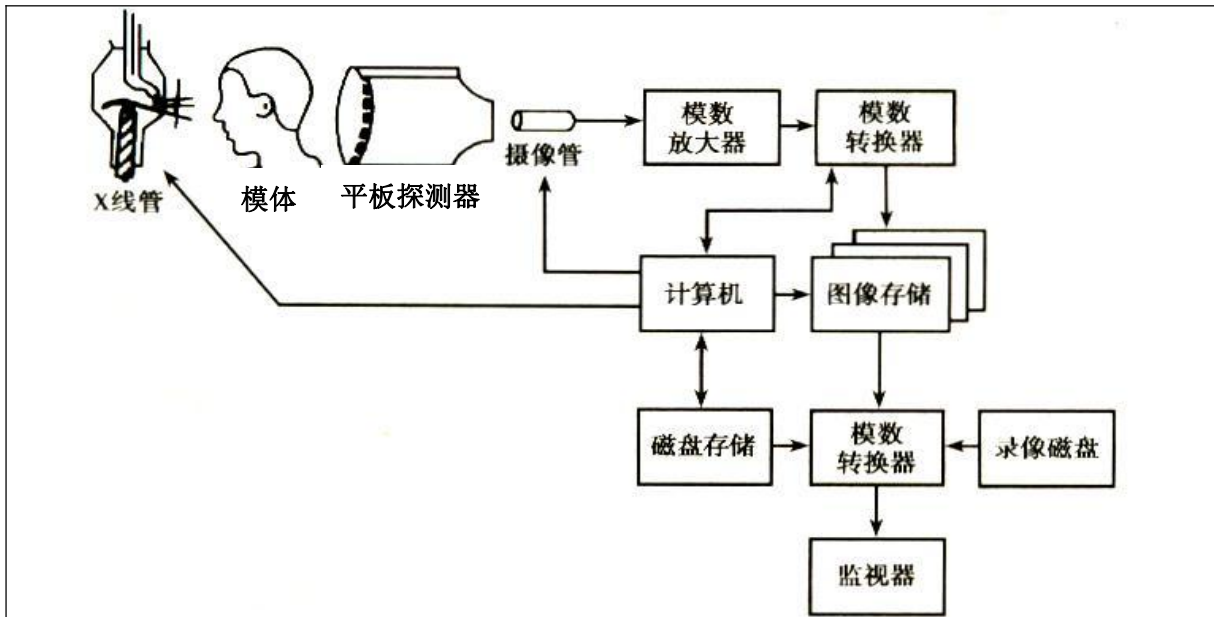 模数
放大器
模数
转换器
摄像管
X线管
模体
平板探测器
计算机
图像存储
磁盘存储
模数
转换器
录像磁盘
监视器